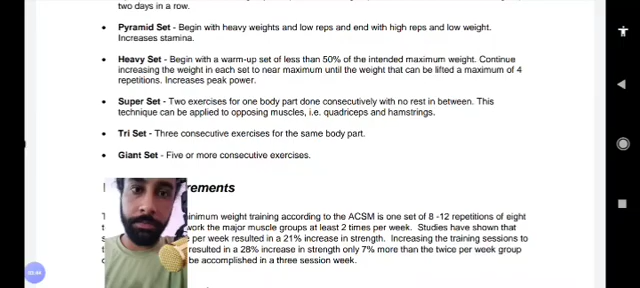 two days in a row.
Pyramid Set - Begin with heavy weights and low reps and end with high reps and low weight.
Increases stamina.
Heavy Set - Begin with a warm-up set of less than 50% of the intended maximum weight. Continue
increasing the weight in each set to near maximum until the weight that can be lifted a maximum of 4
repetitions. Increases peak power.
Super Set - Two exercises for one body part done consecutively with no rest in between. This
technique can be applied to opposing muscles, i.e. quadriceps and hamstrings.
Tri Set - Three consecutive exercises for the same body part.
Giant Set - Five or more consecutive exercises.
rements
inimum weight training according to the ACSM is one set of 8 -12 repetitions of eight
work the major muscle groups at least 2 times per week. Studies have shown that
per week resulted in a 21% increase in strength. Increasing the training sessions to
resulted in a 28% increase in strength only 7% more than the twice per week group
be accomplished in a three session week.